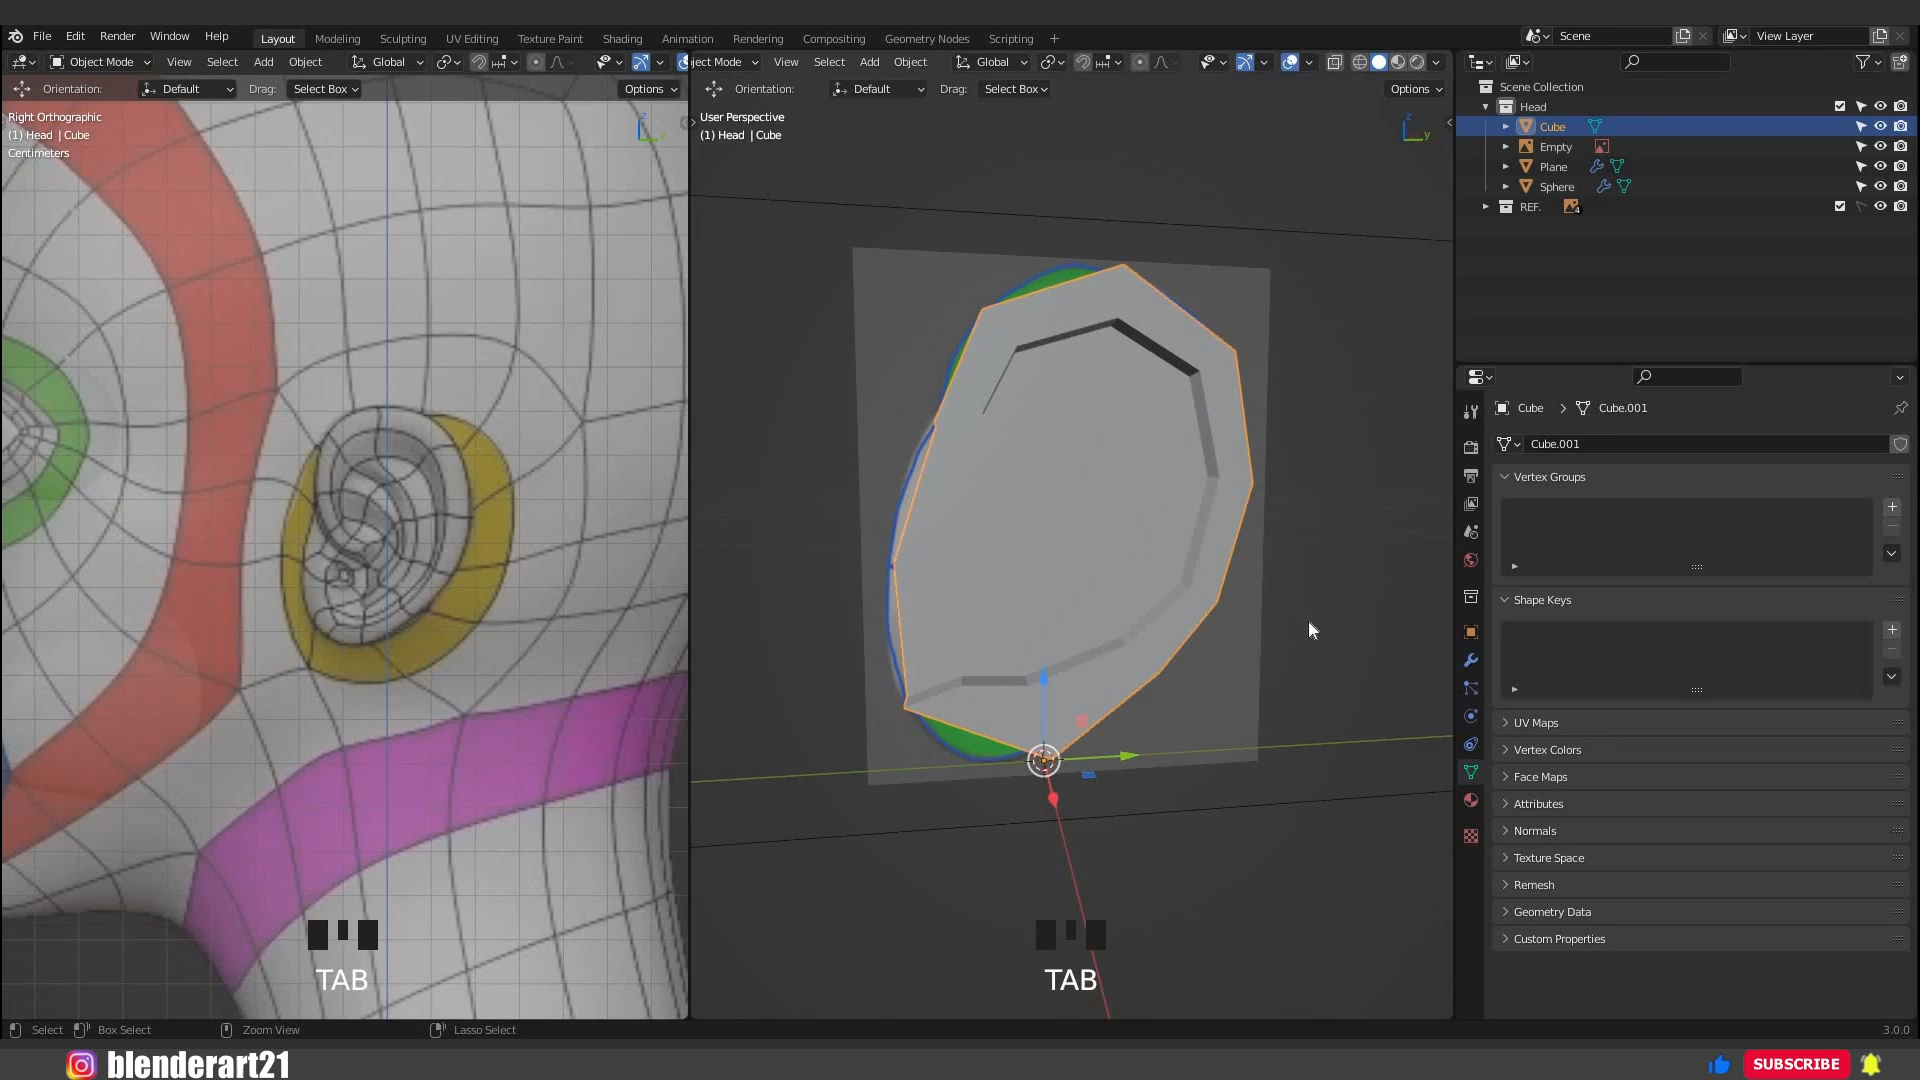 File Edit Render Window Help Layout Modeling Sculpting UV Editing Texture Paint Shading Animation Rendering Compositing Geometry Nodes Scripting + Scene View Layer
Object Mode View Select Add Object Global
ject Mode View Select Add Object Global
Orientation: Default Drag: Select Box Options
Orientation: Default Drag: Select Box Options
Right Orthographic
(1) Head | Cube
Centimeters
User Perspective
(1) Head | Cube
z
z
y
Scene Collection
Head
Cube
Empty
Plane
Sphere
REF. 4
Cube > Cube.001
Cube.001
Vertex Groups
Shape Keys
UV Maps
Vertex Colors
Face Maps
Attributes
Normals
Texture Space
Remesh
Geometry Data
Custom Properties
TAB
TAB
Select Box Select Zoom View Lasso Select 3.0.0
blenderart21
SUBSCRIBE